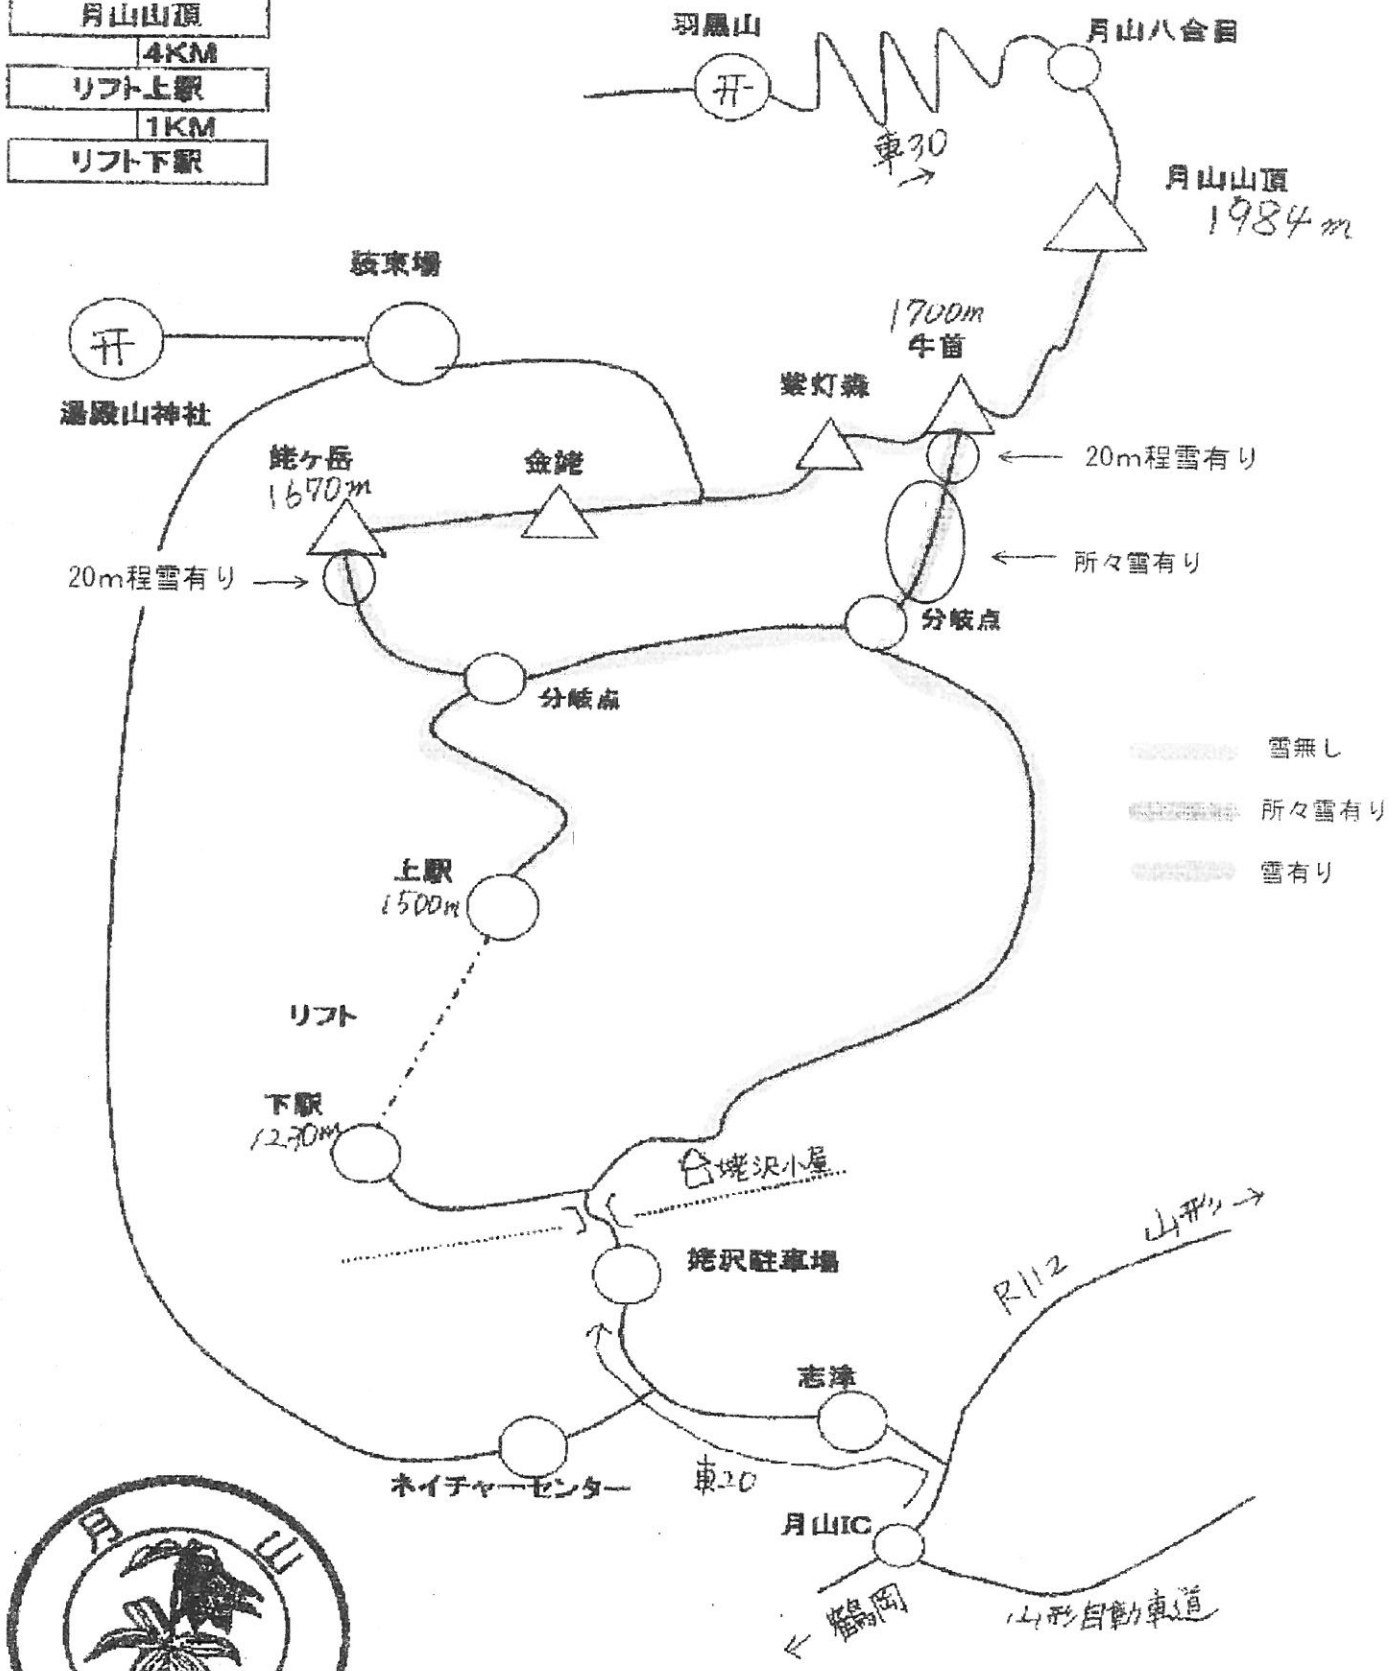 月山山頂
4KM
リフト上駅
1KM
リフト下駅
羽黒山
月山八合目
車30
月山山頂
1984m
装束場
湯殿山神社
1700m
牛首
紫灯森
姥ヶ岳
1670m
金姥
20m程雪有り
20m程雪有り
所々雪有り
分岐点
分岐点
雪無し
所々雪有り
雪有り
上駅
1500m
リフト
下駅
1230m
姥沢小屋
姥沢駐車場
山形
R112
志津
ネイチャーセンター
車20
月山IC
鶴岡
山形自動車道
月山